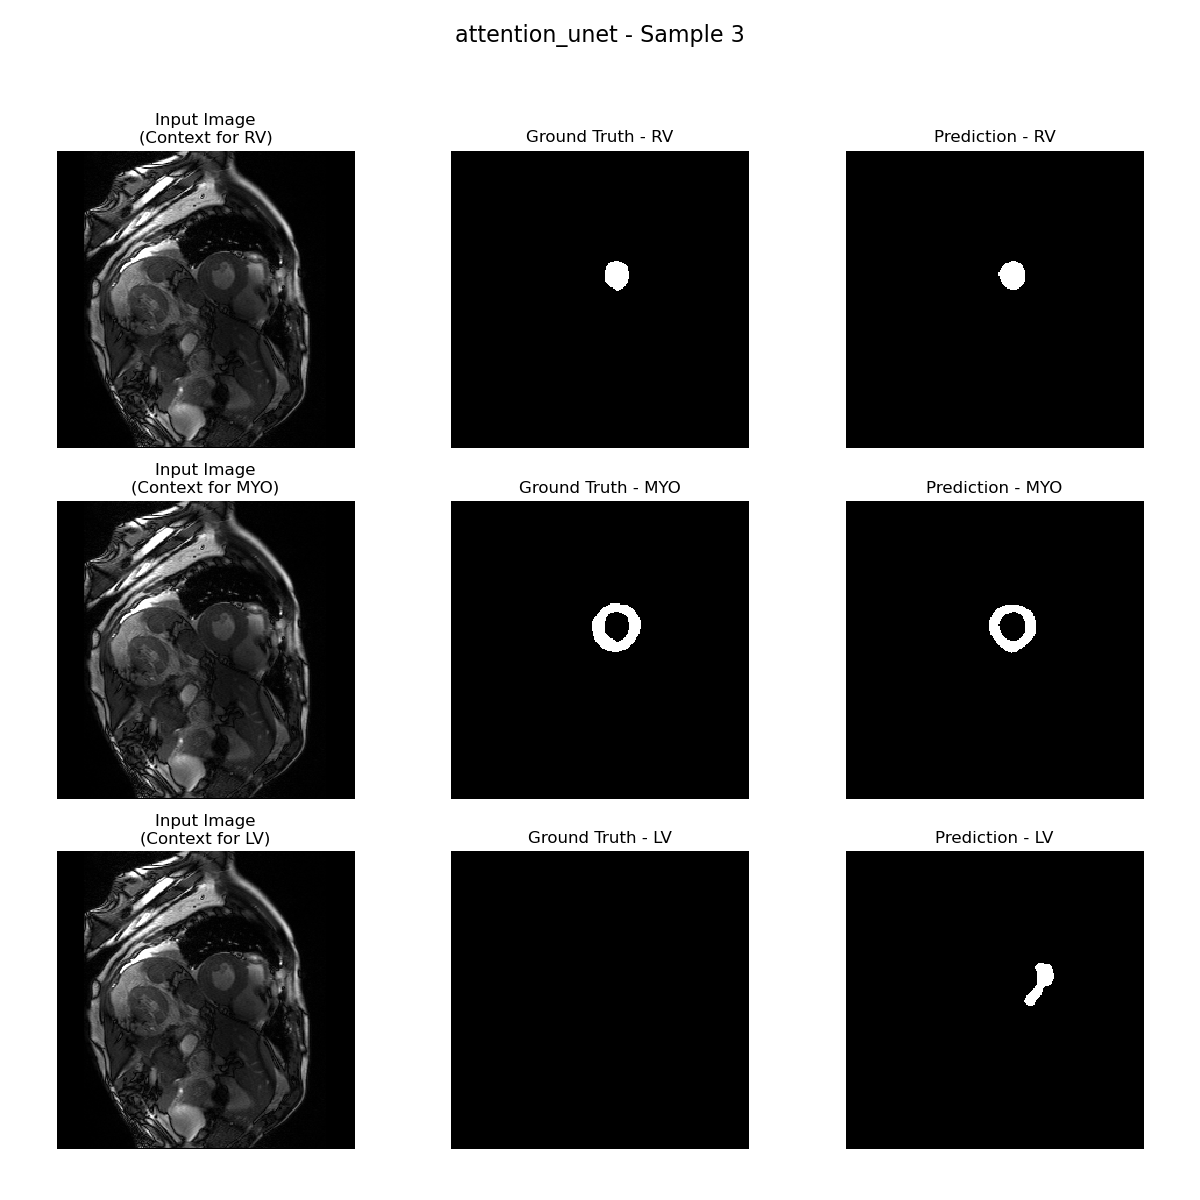 attention_unet - Sample 3
Input Image
(Context for RV)
Ground Truth - RV
Prediction - RV
Input Image
(Context for MYO)
Ground Truth - MYO
Prediction - MYO
Input Image
(Context for LV)
Ground Truth - LV
Prediction - LV